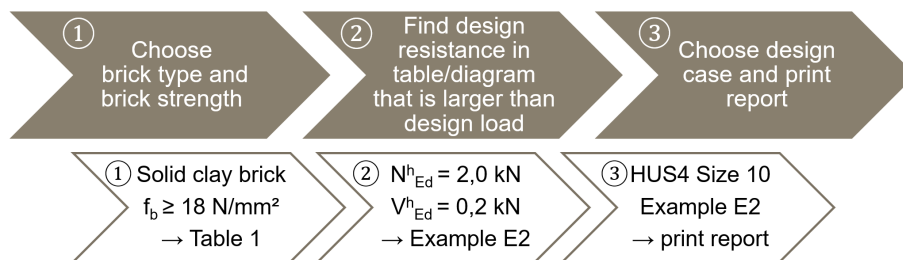 ①
Choose
brick type and
brick strength
②
Find design
resistance in
table/diagram
that is larger than
design load
③
Choose design
case and print
report
① Solid clay brick
f_b ≥ 18 N/mm²
→ Table 1
② N^h_Ed = 2,0 kN
V^h_Ed = 0,2 kN
→ Example E2
③ HUS4 Size 10
Example E2
→ print report